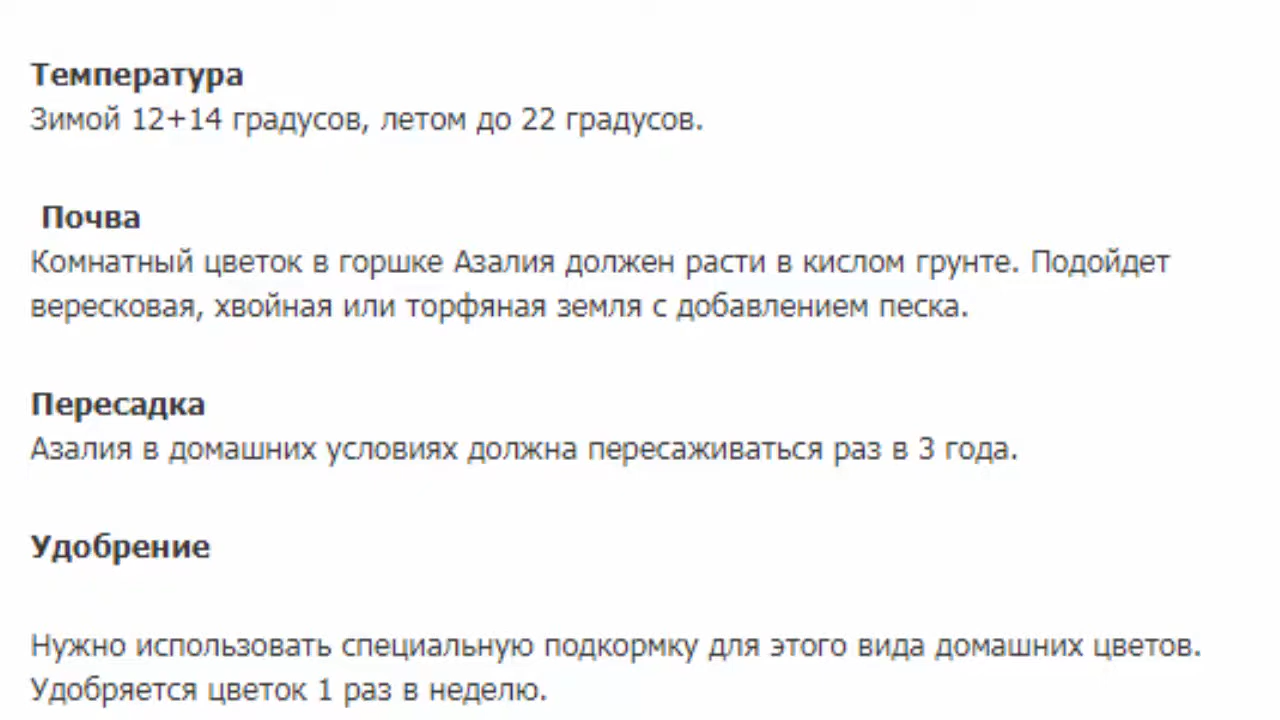 Температура
Зимой 12+14 градусов, летом до 22 градусов.
Почва
Комнатный цветок в горшке Азалия должен расти в кислом грунте. Подойдет
вересковая, хвойная или торфяная земля с добавлением песка.
Пересадка
Азалия в домашних условиях должна пересаживаться раз в 3 года.
Удобрение
Нужно использовать специальную подкормку для этого вида домашних цветов.
Удобряется цветок 1 раз в неделю.